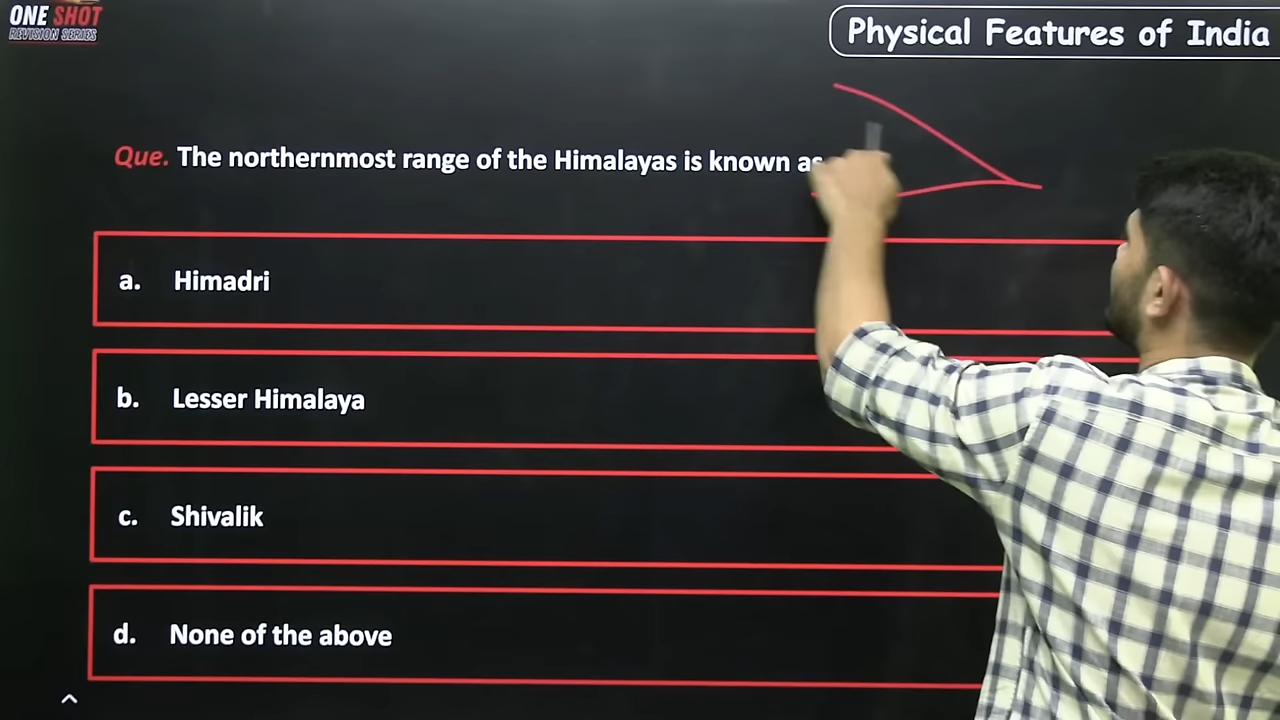 ONE SHOT
REVISION SERIES
Physical Features of India
Que. The northernmost range of the Himalayas is known as
a. Himadri
b. Lesser Himalaya
c. Shivalik
d. None of the above